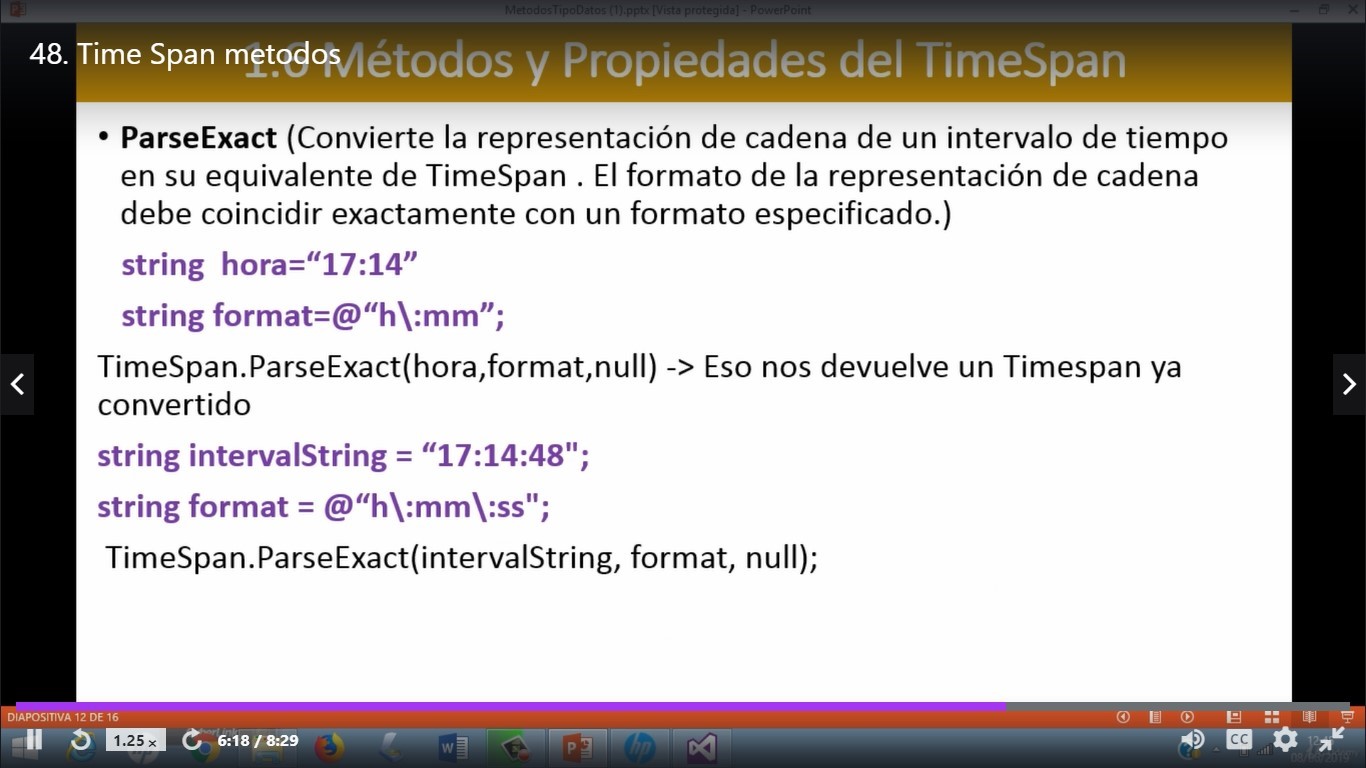 MetodosTipoDatos (1).pptx [Vista protegida] - PowerPoint
48. Time Span metodos
1.6 Métodos y Propiedades del TimeSpan
• ParseExact (Convierte la representación de cadena de un intervalo de tiempo
en su equivalente de TimeSpan . El formato de la representación de cadena
debe coincidir exactamente con un formato especificado.)
string hora=“17:14”
string format=@“h\:mm”;
TimeSpan.ParseExact(hora,format,null) -> Eso nos devuelve un Timespan ya
convertido
string intervalString = “17:14:48";
string format = @“h\:mm\:ss";
TimeSpan.ParseExact(intervalString, format, null);
DIAPOSITIVA 12 DE 16
1.25 x
6:18 / 8:29
CC